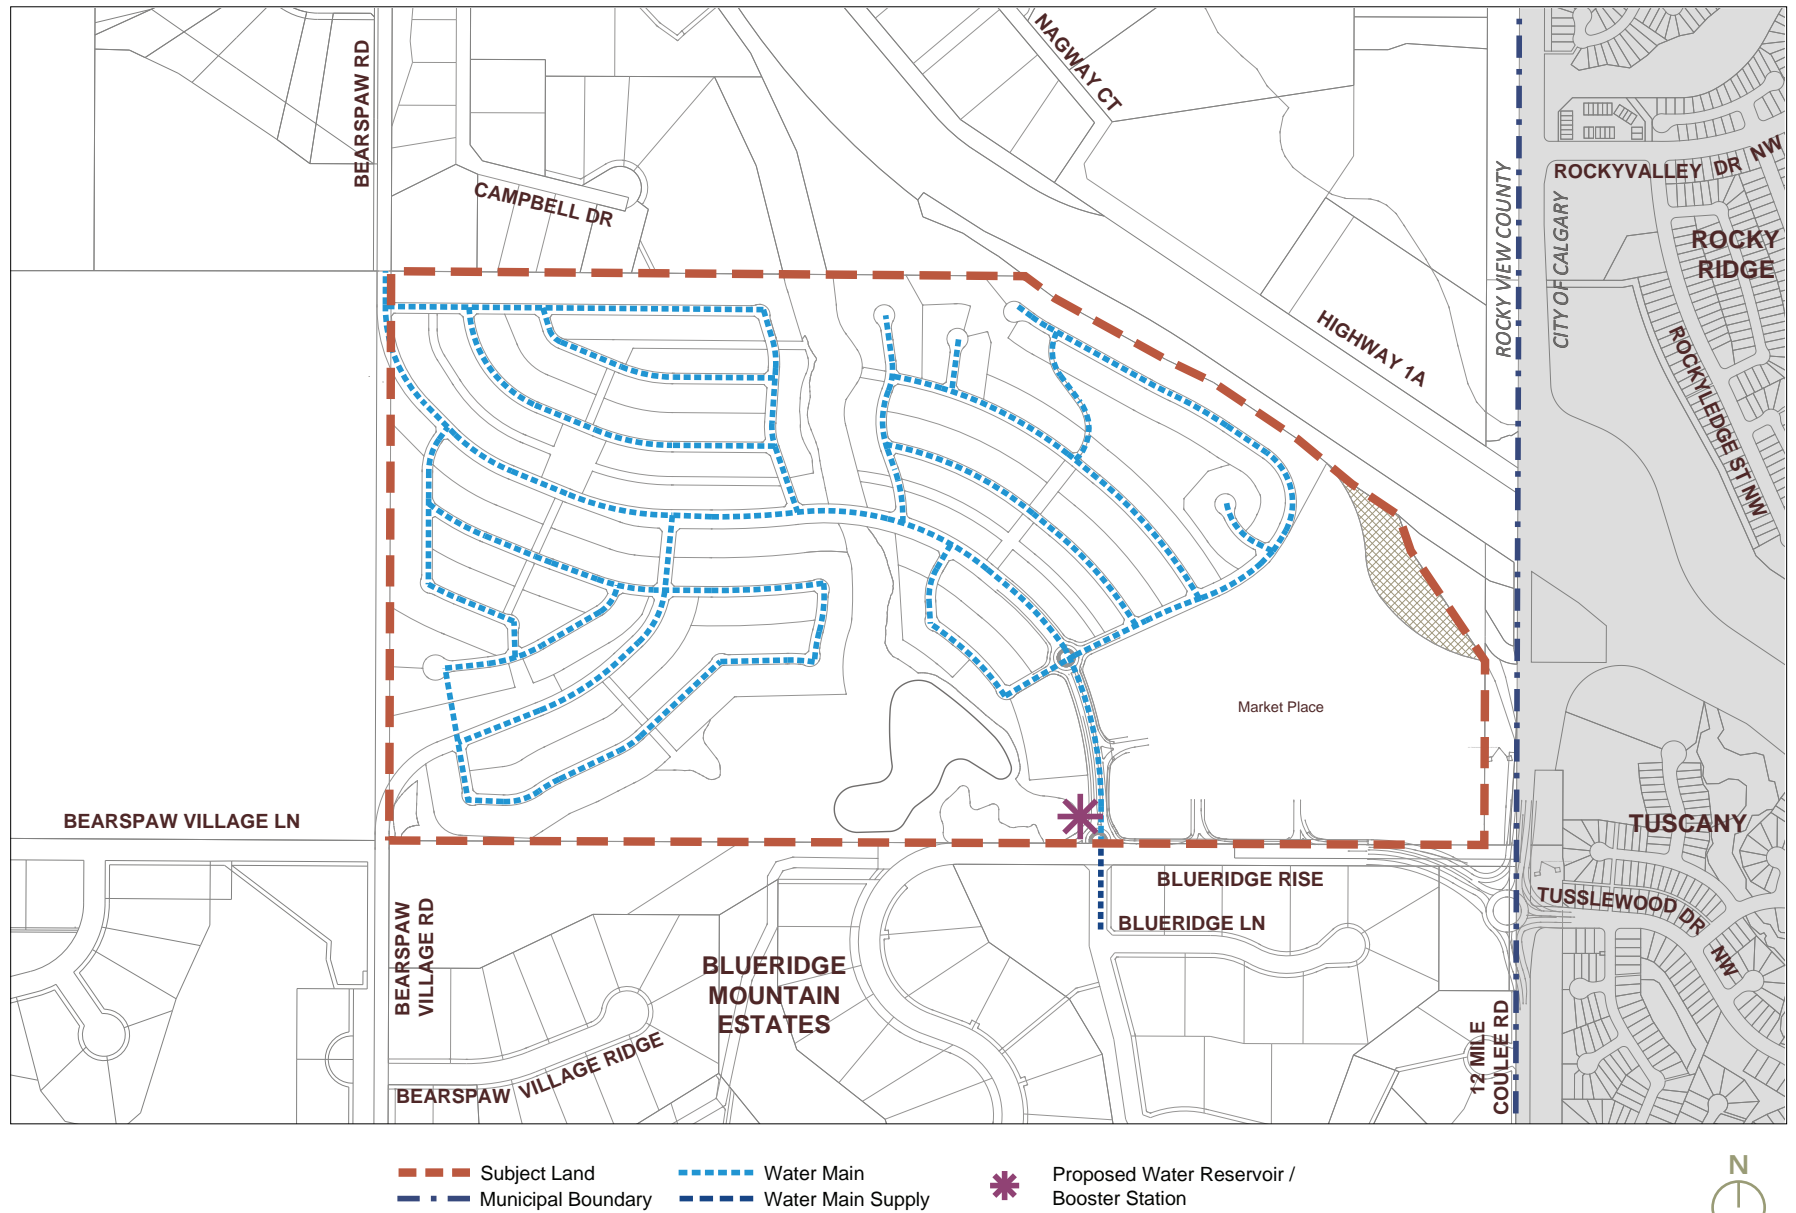 BEARSPAW RD
NAGWAY CT
CAMPBELL DR
ROCKYVALLEY DR NW
ROCKY VIEW COUNTY
CITY OF CALGARY
ROCKY
RIDGE
HIGHWAY 1A
ROCKYLEDGE ST NW
Market Place
BEARSPAW VILLAGE LN
TUSCANY
BLUERIDGE RISE
TUSSLEWOOD DR NW
BLUERIDGE LN
BEARSPAW
VILLAGE RD
BLUERIDGE
MOUNTAIN
ESTATES
12 MILE
COULEE RD
BEARSPAW VILLAGE RIDGE
Subject Land
Municipal Boundary
Water Main
Water Main Supply
Proposed Water Reservoir /
Booster Station
N